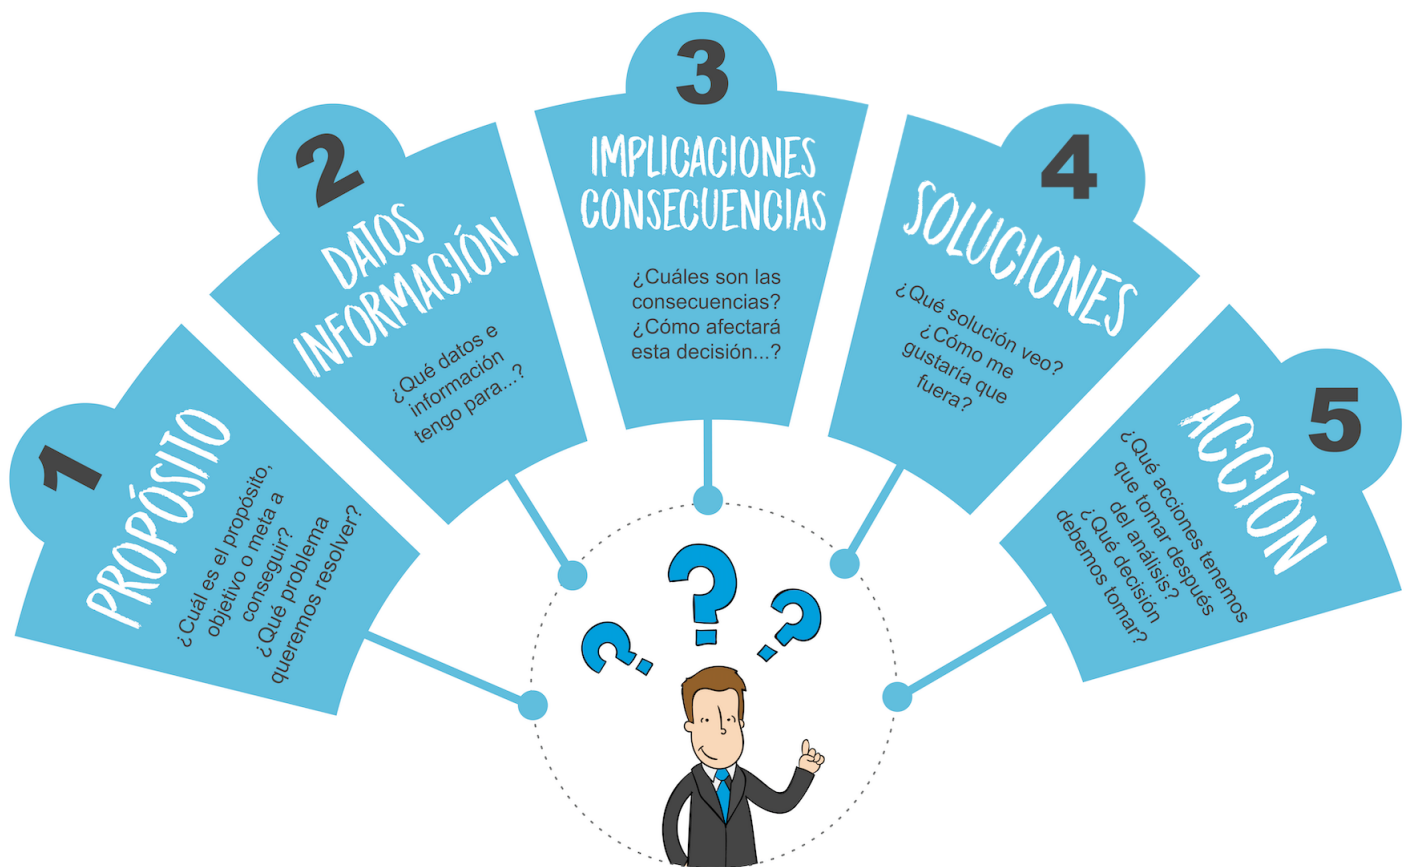 1
PROPÓSITO
¿Cuál es el propósito,
objetivo o meta a
conseguir?
¿Qué problema
queremos resolver?
2
DATOS
INFORMACIÓN
¿Qué datos e
información
tengo para...?
3
IMPLICACIONES
CONSECUENCIAS
¿Cuáles son las
consecuencias?
¿Cómo afectará
esta decisión...?
4
SOLUCIONES
¿Qué solución veo?
¿Cómo me
gustaría que
fuera?
5
ACCIÓN
¿Qué acciones tenemos
que tomar después
del análisis?
¿Qué decisión
debemos tomar?
?
?
?